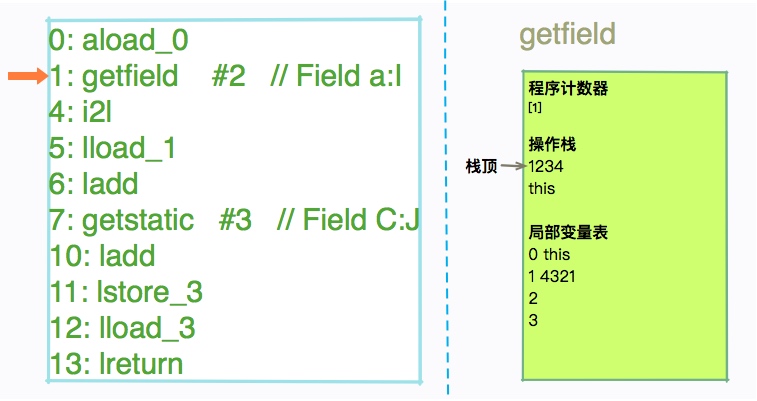 0: aload_0
1: getfield #2 // Field a:I
4: i2l
5: lload_1
6: ladd
7: getstatic #3 // Field C:J
10: ladd
11: lstore_3
12: lload_3
13: lreturn
getfield
程序计数器
[1]
操作栈
栈顶
1234
this
局部变量表
0 this
1 4321
2
3